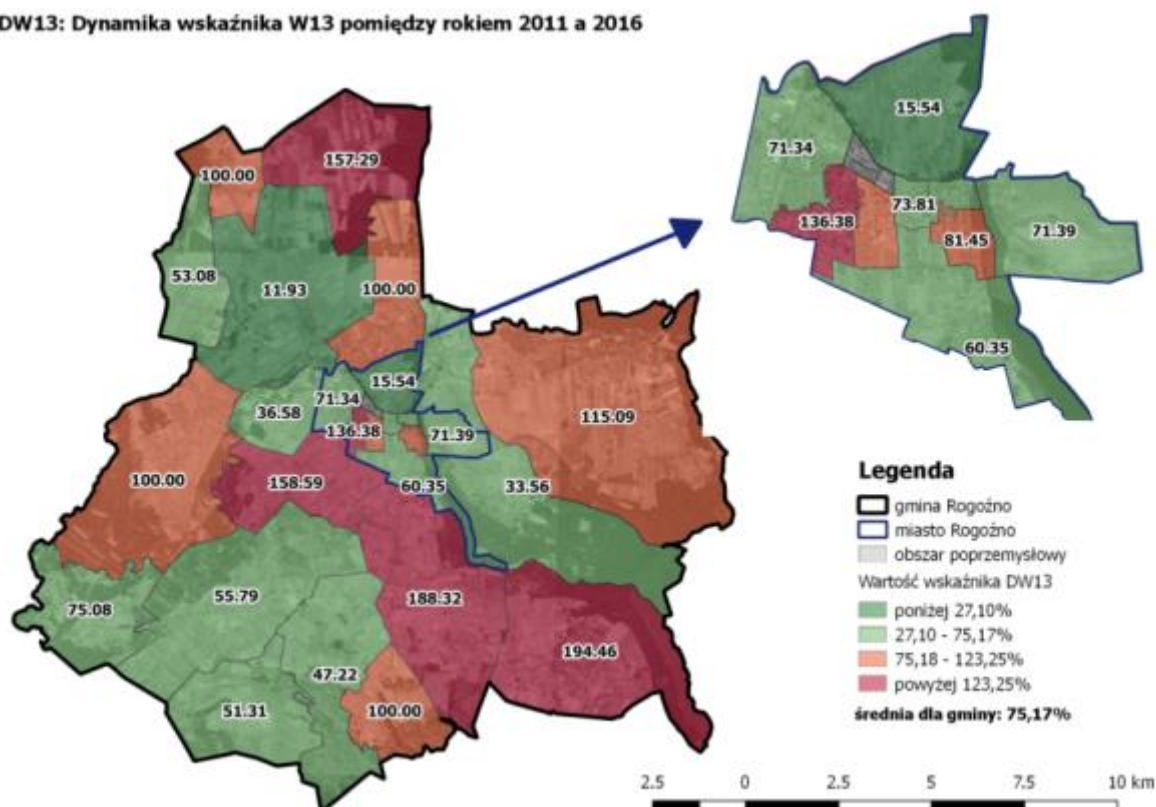 DW13: Dynamika wskaźnika W13 pomiędzy rokiem 2011 a 2016
157.29
100.00
53.08
11.93
100.00
15.54
71.34
36.58
136.38
71.39
115.09
100.00
158.59
60.35
33.56
75.08
55.79
188.32
194.46
47.22
51.31
100.00
15.54
71.34
73.81
136.38
81.45
71.39
60.35
Legenda
gmina Rogoźno
miasto Rogoźno
obszar poprzemysłowy
Wartość wskaźnika DW13
poniżej 27,10%
27,10 - 75,17%
75,18 - 123,25%
powyżej 123,25%
średnia dla gminy: 75,17%
2.5 0 2.5 5 7.5 10 km